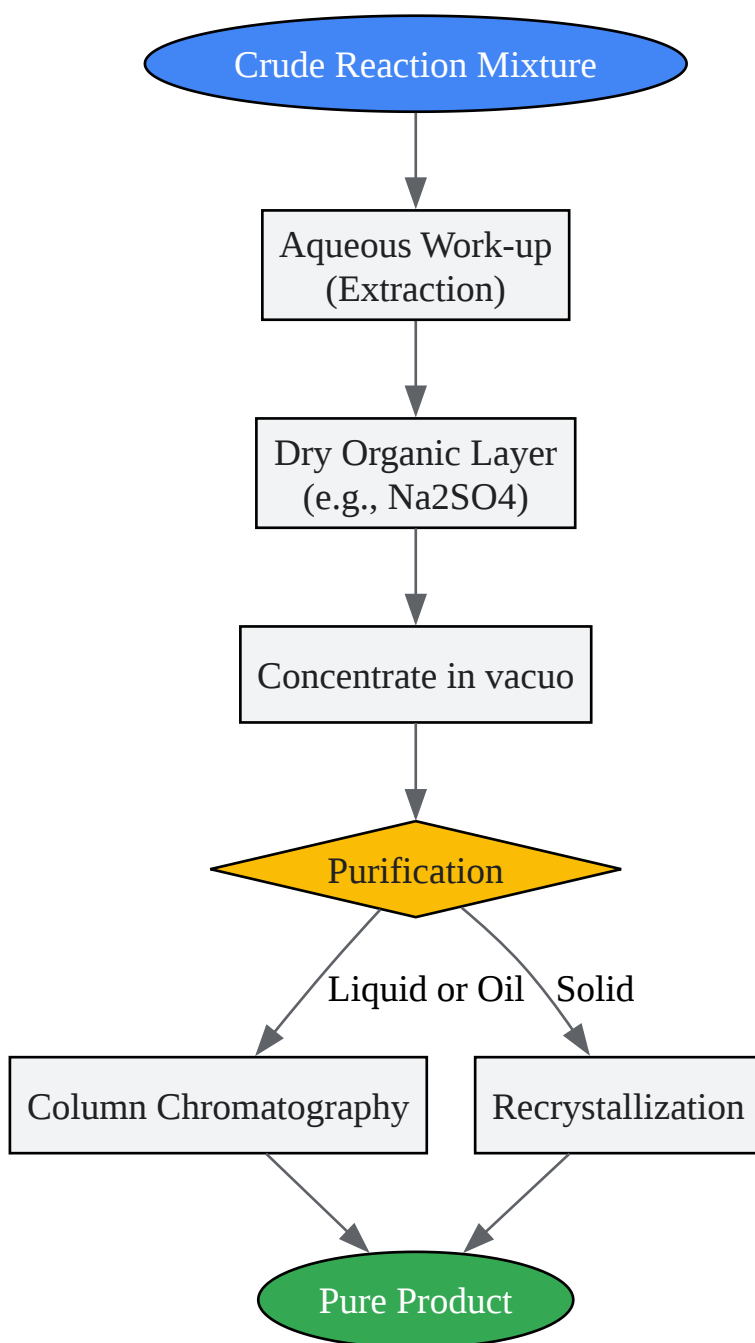 Crude Reaction Mixture
Aqueous Work-up
(Extraction)
Dry Organic Layer
(e.g., Na2SO4)
Concentrate in vacuo
Purification
Liquid or Oil
Solid
Column Chromatography
Recrystallization
Pure Product